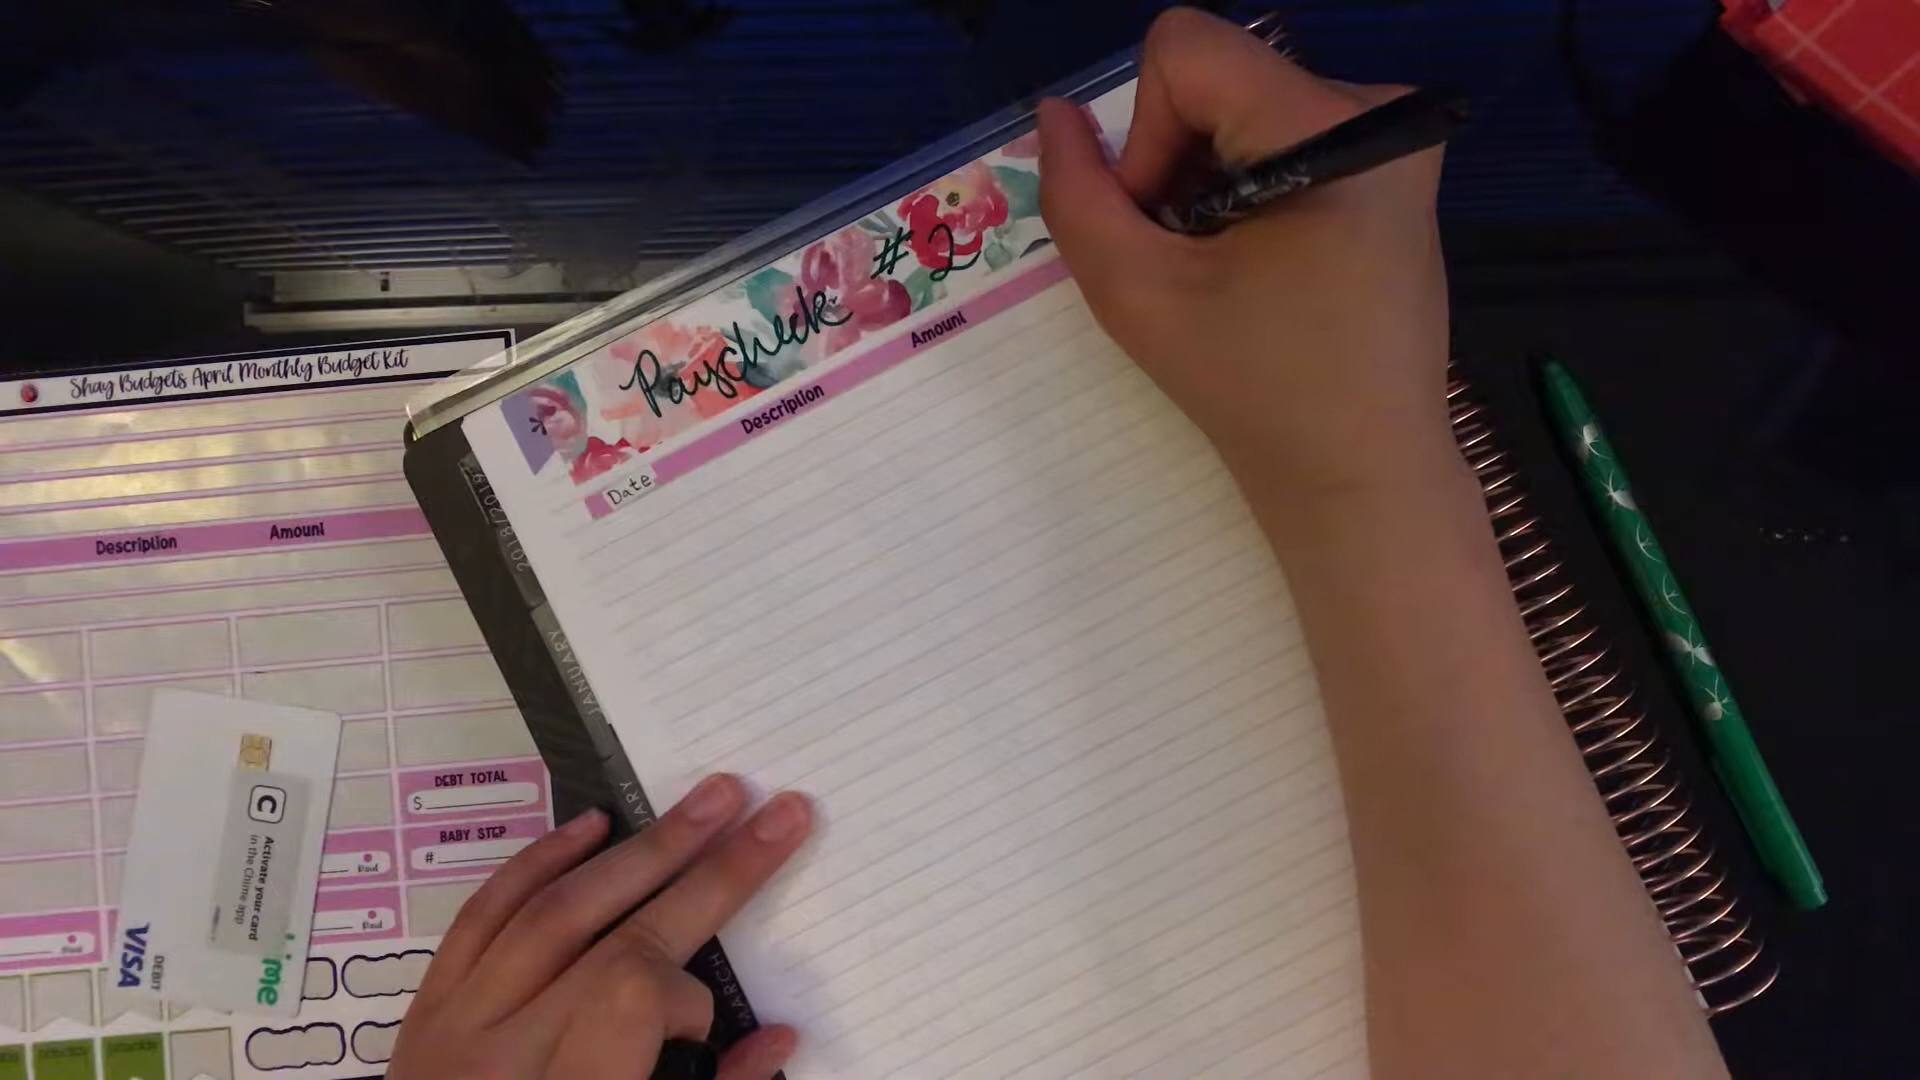 Shay Budgets April Monthly Budget Kit
Description Amount
DEBT TOTAL
$
BABY STEP
#
Paid
Paid
Paid
C
Activate your card
in the Chime app
VISA
DEBIT
Paycheck #2
*
Date Description Amount
2018/2019
JANUARY
MARCH